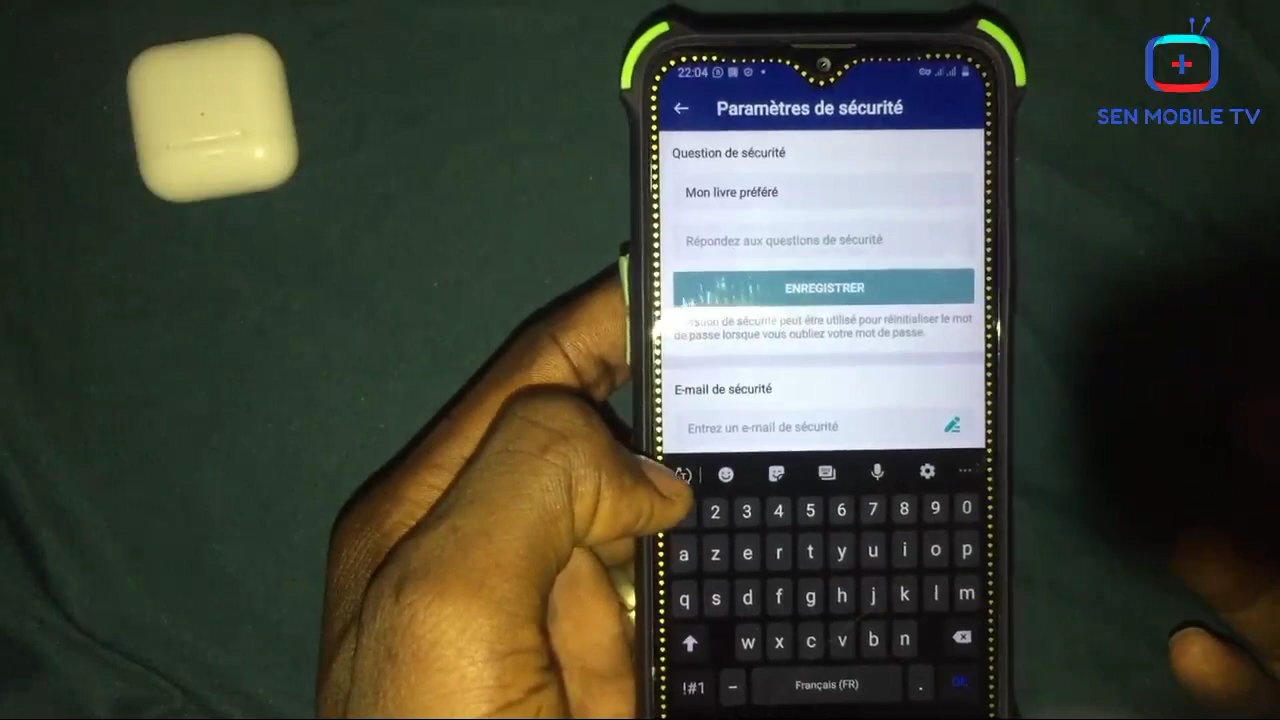 SEN MOBILE TV
22:04
Paramètres de sécurité
Question de sécurité
Mon livre préféré
Répondez aux questions de sécurité
ENREGISTRER
de sécurité peut être utilisé pour réinitialiser le mot
de passe lorsque vous oubliez votre mot de passe.
E-mail de sécurité
Entrez un e-mail de sécurité
2 3 4 5 6 7 8 9 0
a z e r t y u i o p
q s d f g h j k l m
w x c v b n
!#1 - Français (FR) . OK